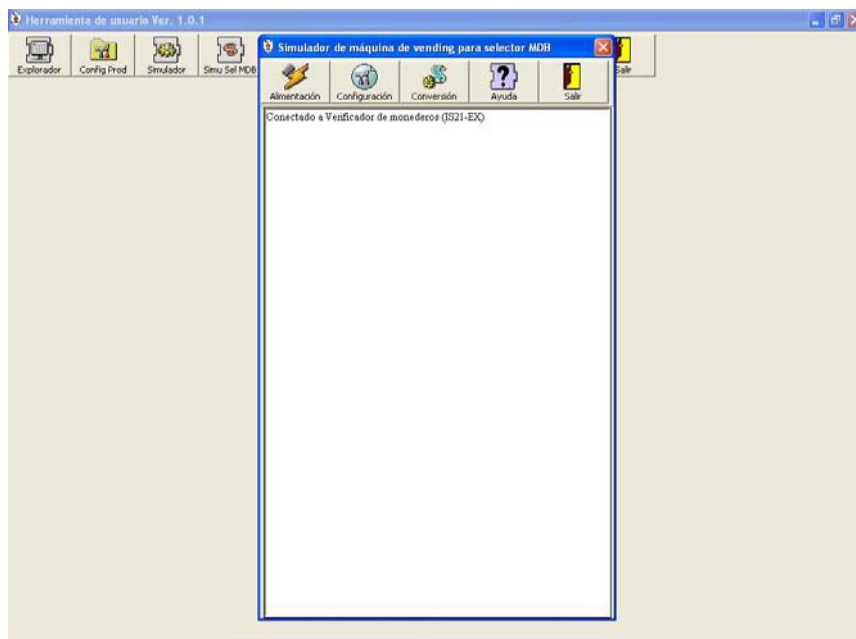 Herramienta de usuario Ver. 1.0.1
Explorador
Config Prod
Simulador
Simu Sel MDB
Salir
Simulador de máquina de vending para selector MDB
Alimentación
Configuración
Conversión
Ayuda
Salir
Conectado a Verificador de monederos (IS21-EX)